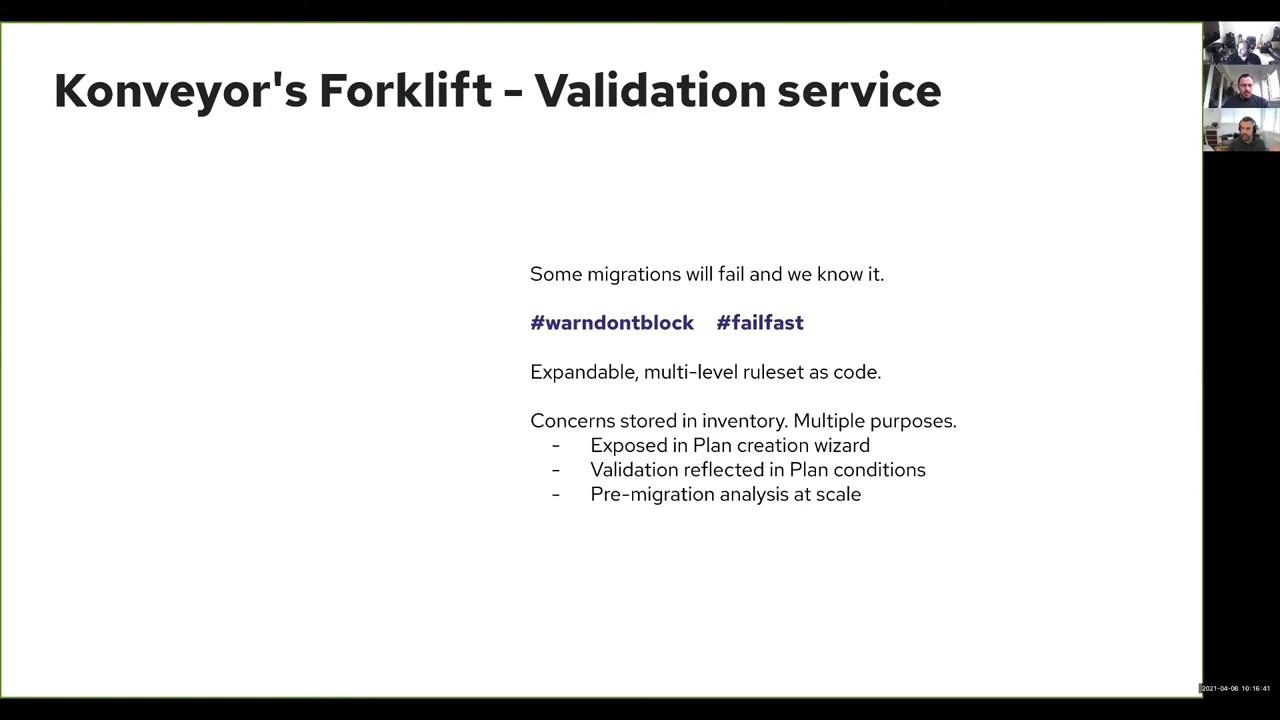 Konveyor's Forklift - Validation service
Some migrations will fail and we know it.
#warndontblock #failfast
Expandable, multi-level ruleset as code.
Concerns stored in inventory. Multiple purposes.
- Exposed in Plan creation wizard
- Validation reflected in Plan conditions
- Pre-migration analysis at scale
2021-04-08 10:16:41